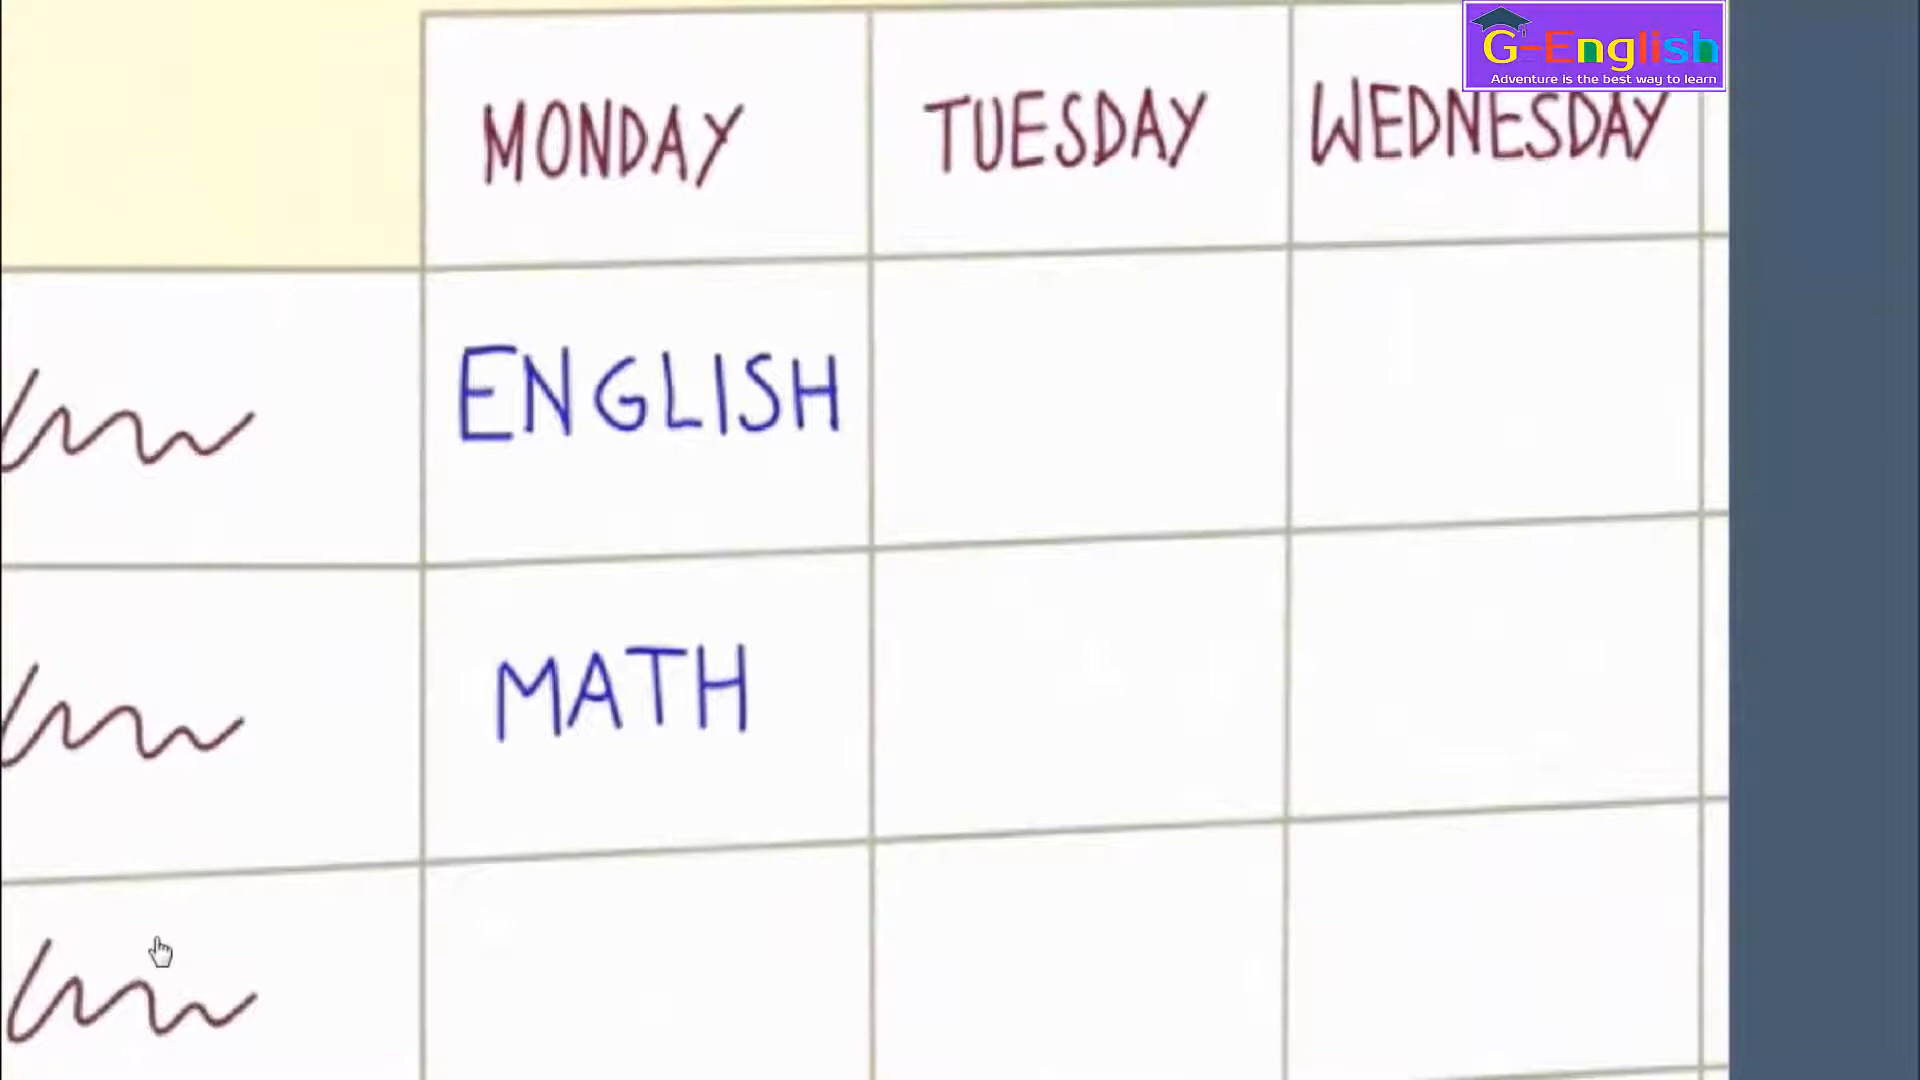 G-English
Adventure is the best way to learn
MONDAY TUESDAY WEDNESDAY
ENGLISH
MATH